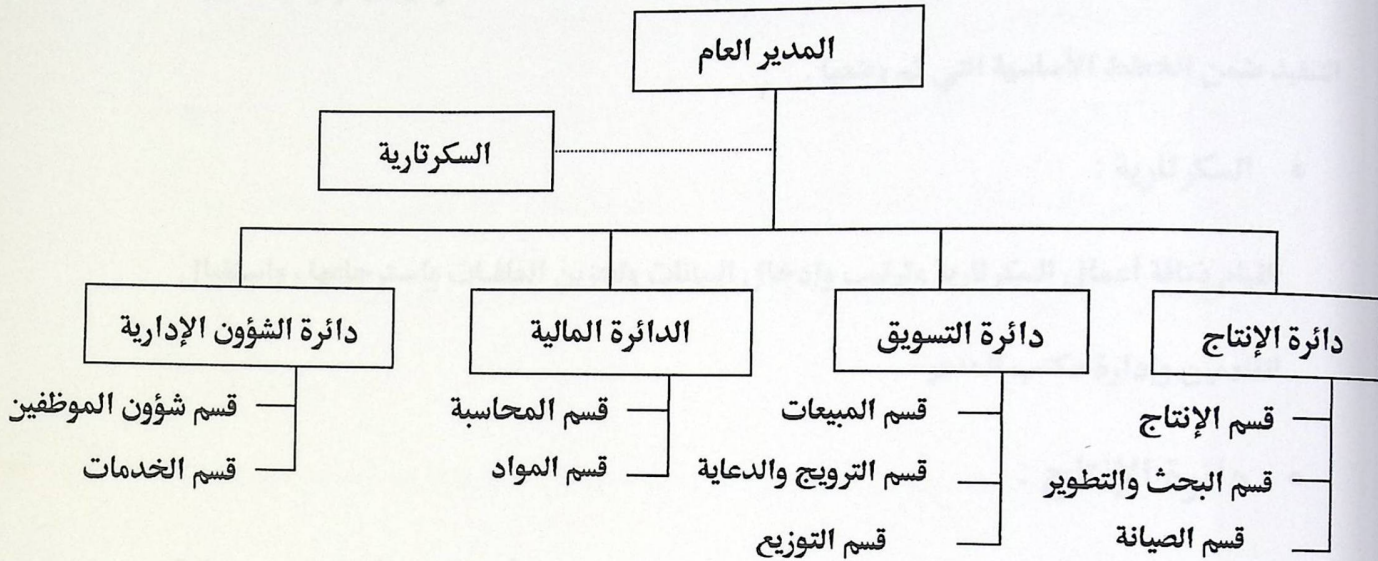 المدير العام
السكرتارية
دائرة الإنتاج
دائرة التسويق
الدائرة المالية
دائرة الشؤون الإدارية
قسم الإنتاج
قسم البحث والتطوير
قسم الصيانة
قسم المبيعات
قسم الترويج والدعاية
قسم التوزيع
قسم المحاسبة
قسم المواد
قسم شؤون الموظفين
قسم الخدمات